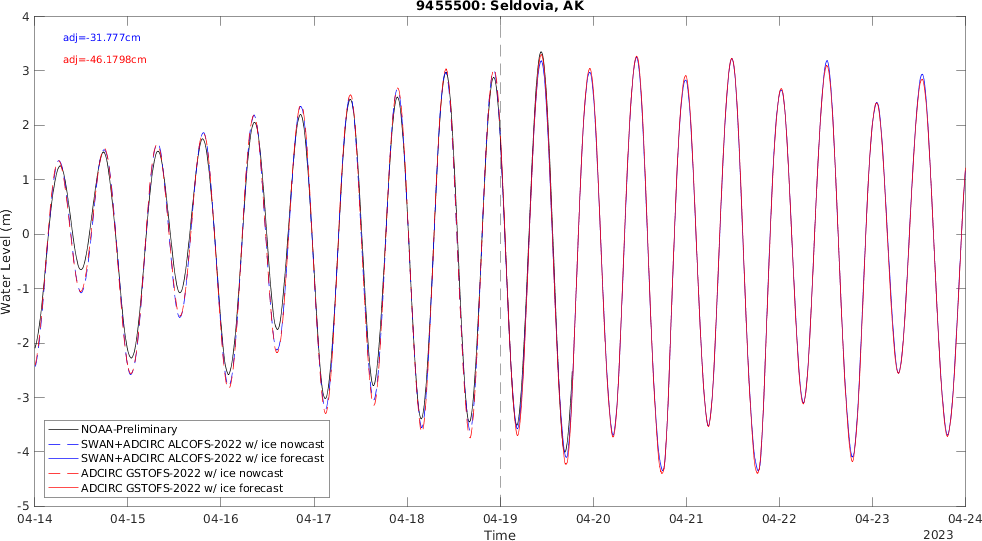 9455500: Seldovia, AK
adj=-31.777cm
adj=-46.1798cm
Water Level (m)
4
3
2
1
0
-1
-2
-3
-4
-5
NOAA-Preliminary
SWAN+ADCIRC ALCOFS-2022 w/ ice nowcast
SWAN+ADCIRC ALCOFS-2022 w/ ice forecast
ADCIRC GSTOFS-2022 w/ ice nowcast
ADCIRC GSTOFS-2022 w/ ice forecast
04-14 04-15 04-16 04-17 04-18 04-19 04-20 04-21 04-22 04-23 04-24
Time
2023